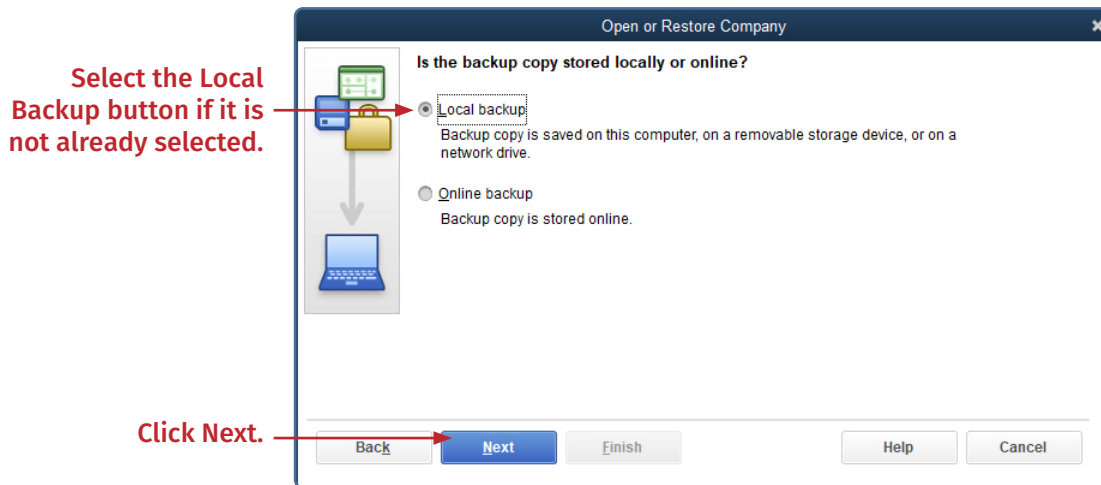 Open or Restore Company
Is the backup copy stored locally or online?
Select the Local
Backup button if it is
not already selected.
Local backup
Backup copy is saved on this computer, on a removable storage device, or on a
network drive.
Online backup
Backup copy is stored online.
Click Next.
Back
Next
Finish
Help
Cancel